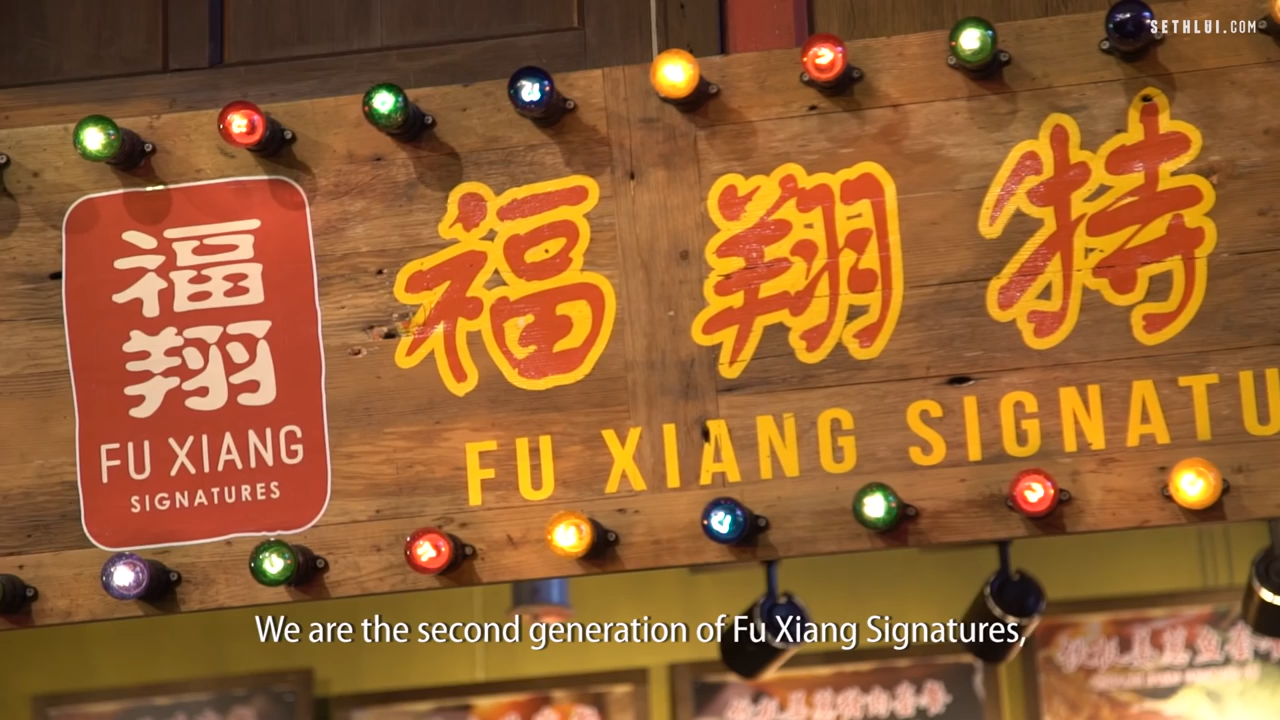 SETHLUI.COM
福翔
FU XIANG
SIGNATURES
福翔特
FU XIANG SIGNATU
We are the second generation of Fu Xiang Signatures,